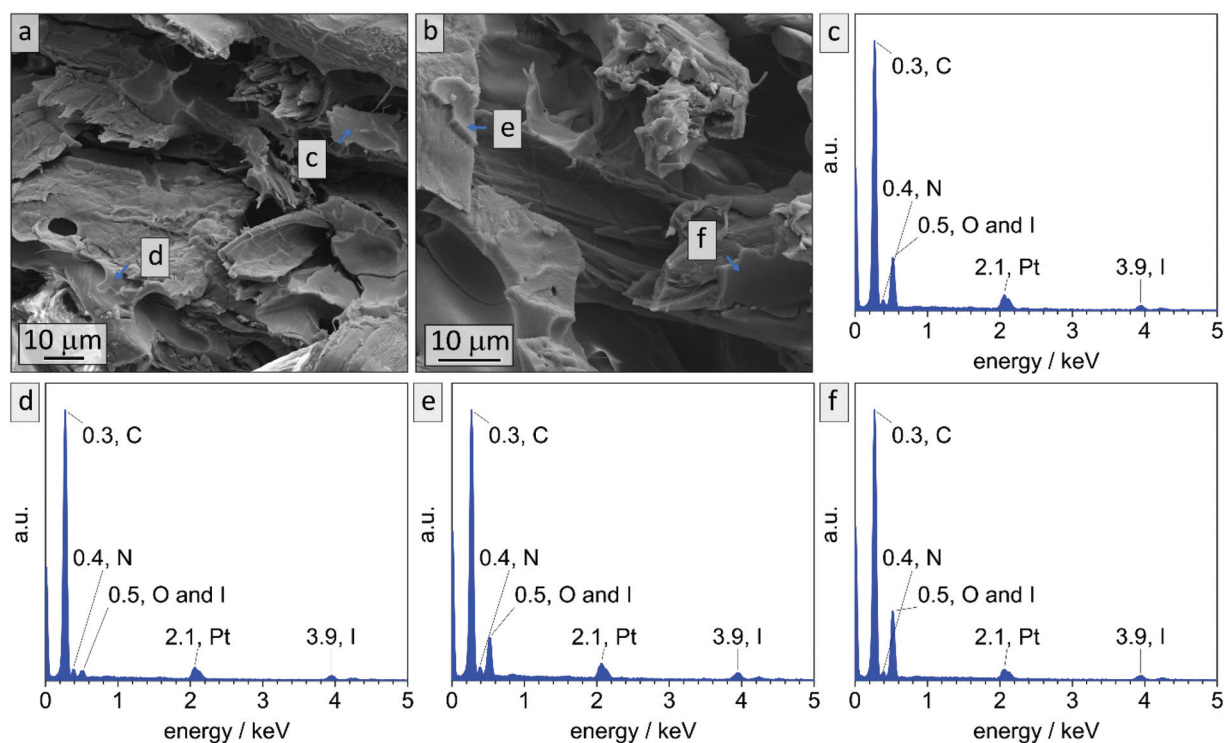 a
c
d
10 µm
b
e
f
10 µm
c
a.u.
0.3, C
0.4, N
0.5, O and I
2.1, Pt
3.9, I
0 1 2 3 4 5
energy / keV
d
a.u.
0.3, C
0.4, N
0.5, O and I
2.1, Pt
3.9, I
0 1 2 3 4 5
energy / keV
e
a.u.
0.3, C
0.4, N
0.5, O and I
2.1, Pt
3.9, I
0 1 2 3 4 5
energy / keV
f
a.u.
0.3, C
0.4, N
0.5, O and I
2.1, Pt
3.9, I
0 1 2 3 4 5
energy / keV